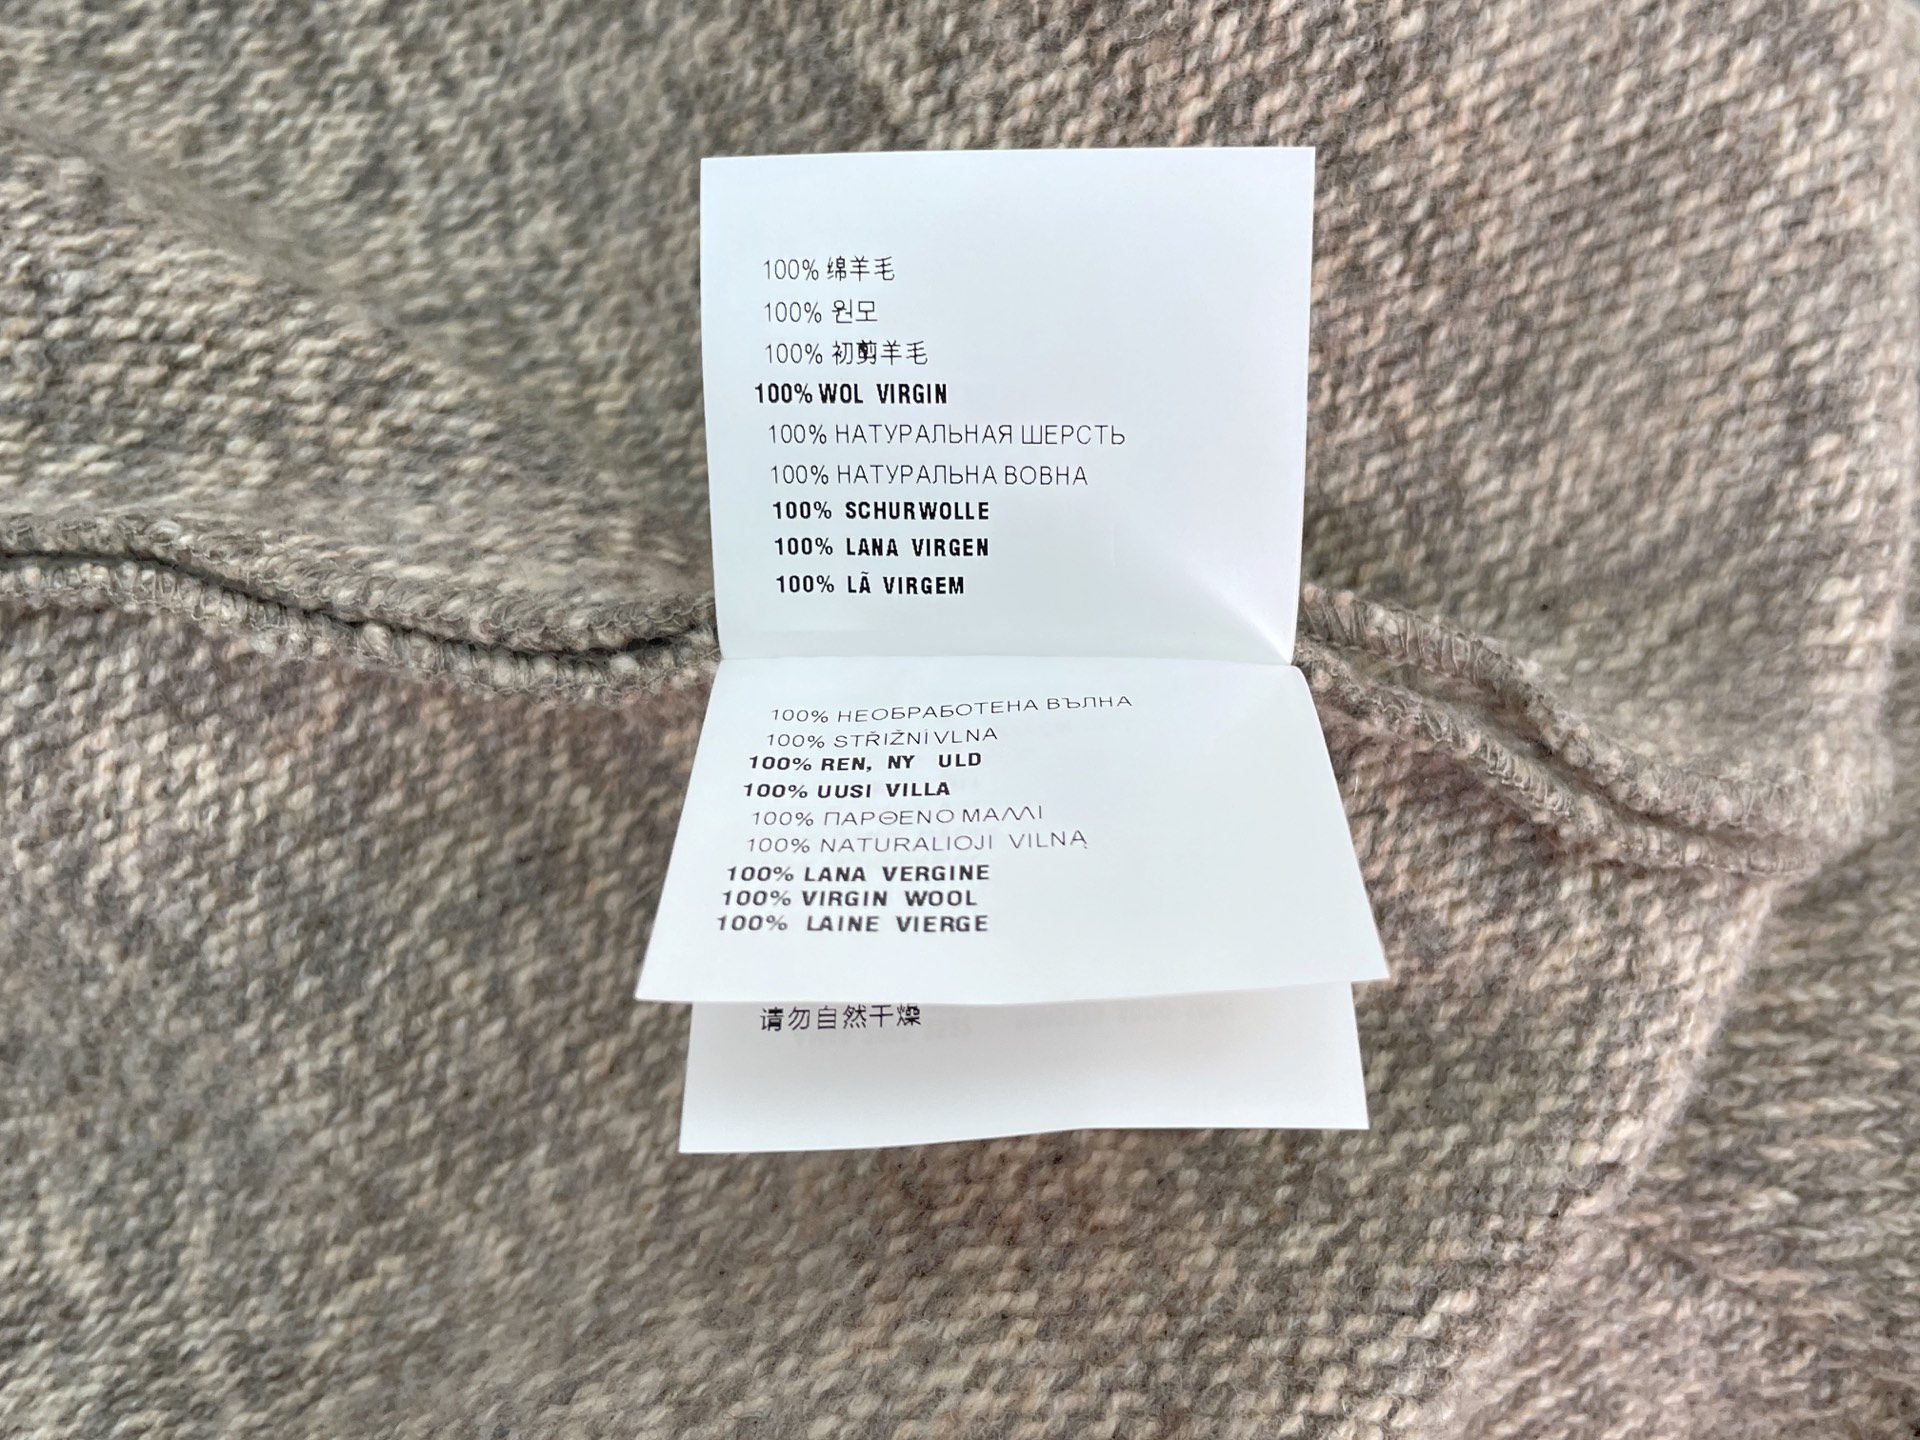 100% 绵羊毛
100% 원모
100% 初剪羊毛
100% WOL VIRGIN
100% НАТУРАЛЬНАЯ ШЕРСТЬ
100% НАТУРАЛЬНА ВОВНА
100% SCHURWOLLE
100% LANA VIRGEN
100% LÃ VIRGEM
100% НЕОБРАБОТЕНА ВЪЛНА
100% STŘIŽNÍ VLNA
100% REN, NY ULD
100% UUSI VILLA
100% ΠΑΡΘΕΝΟ ΜΑΛΛΙ
100% NATURALIOJI VILNĄ
100% LANA VERGINE
100% VIRGIN WOOL
100% LAINE VIERGE
请勿自然干燥